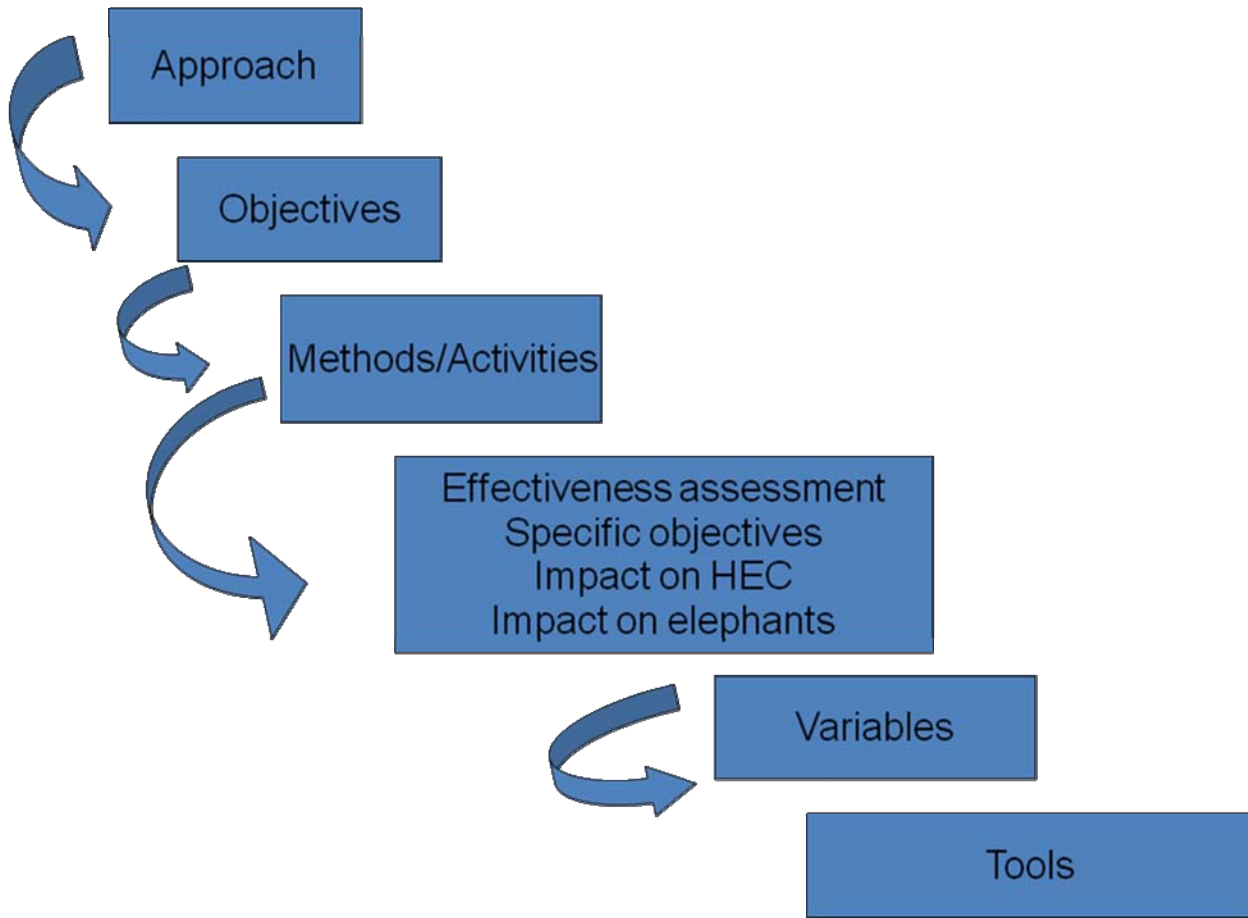 Approach
Objectives
Methods/Activities
Effectiveness assessment
Specific objectives
Impact on HEC
Impact on elephants
Variables
Tools